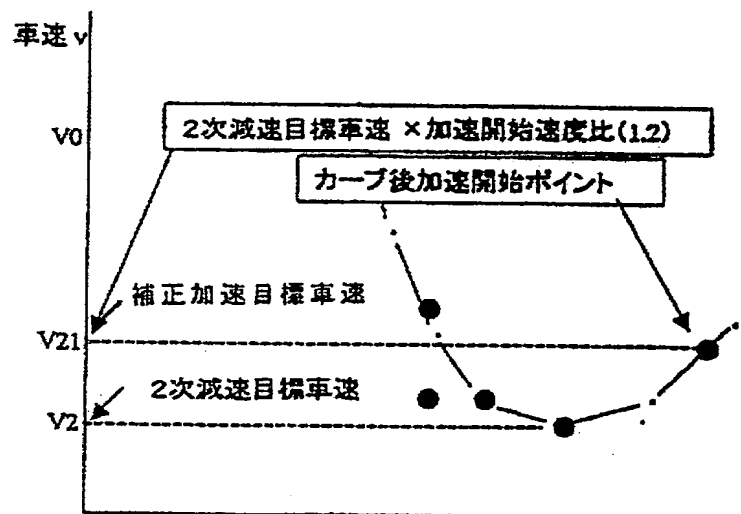 車速 v
V0
2次減速目標車速 ×加速開始速度比(1.2)
カーブ後加速開始ポイント
補正加速目標車速
V21
2次減速目標車速
V2